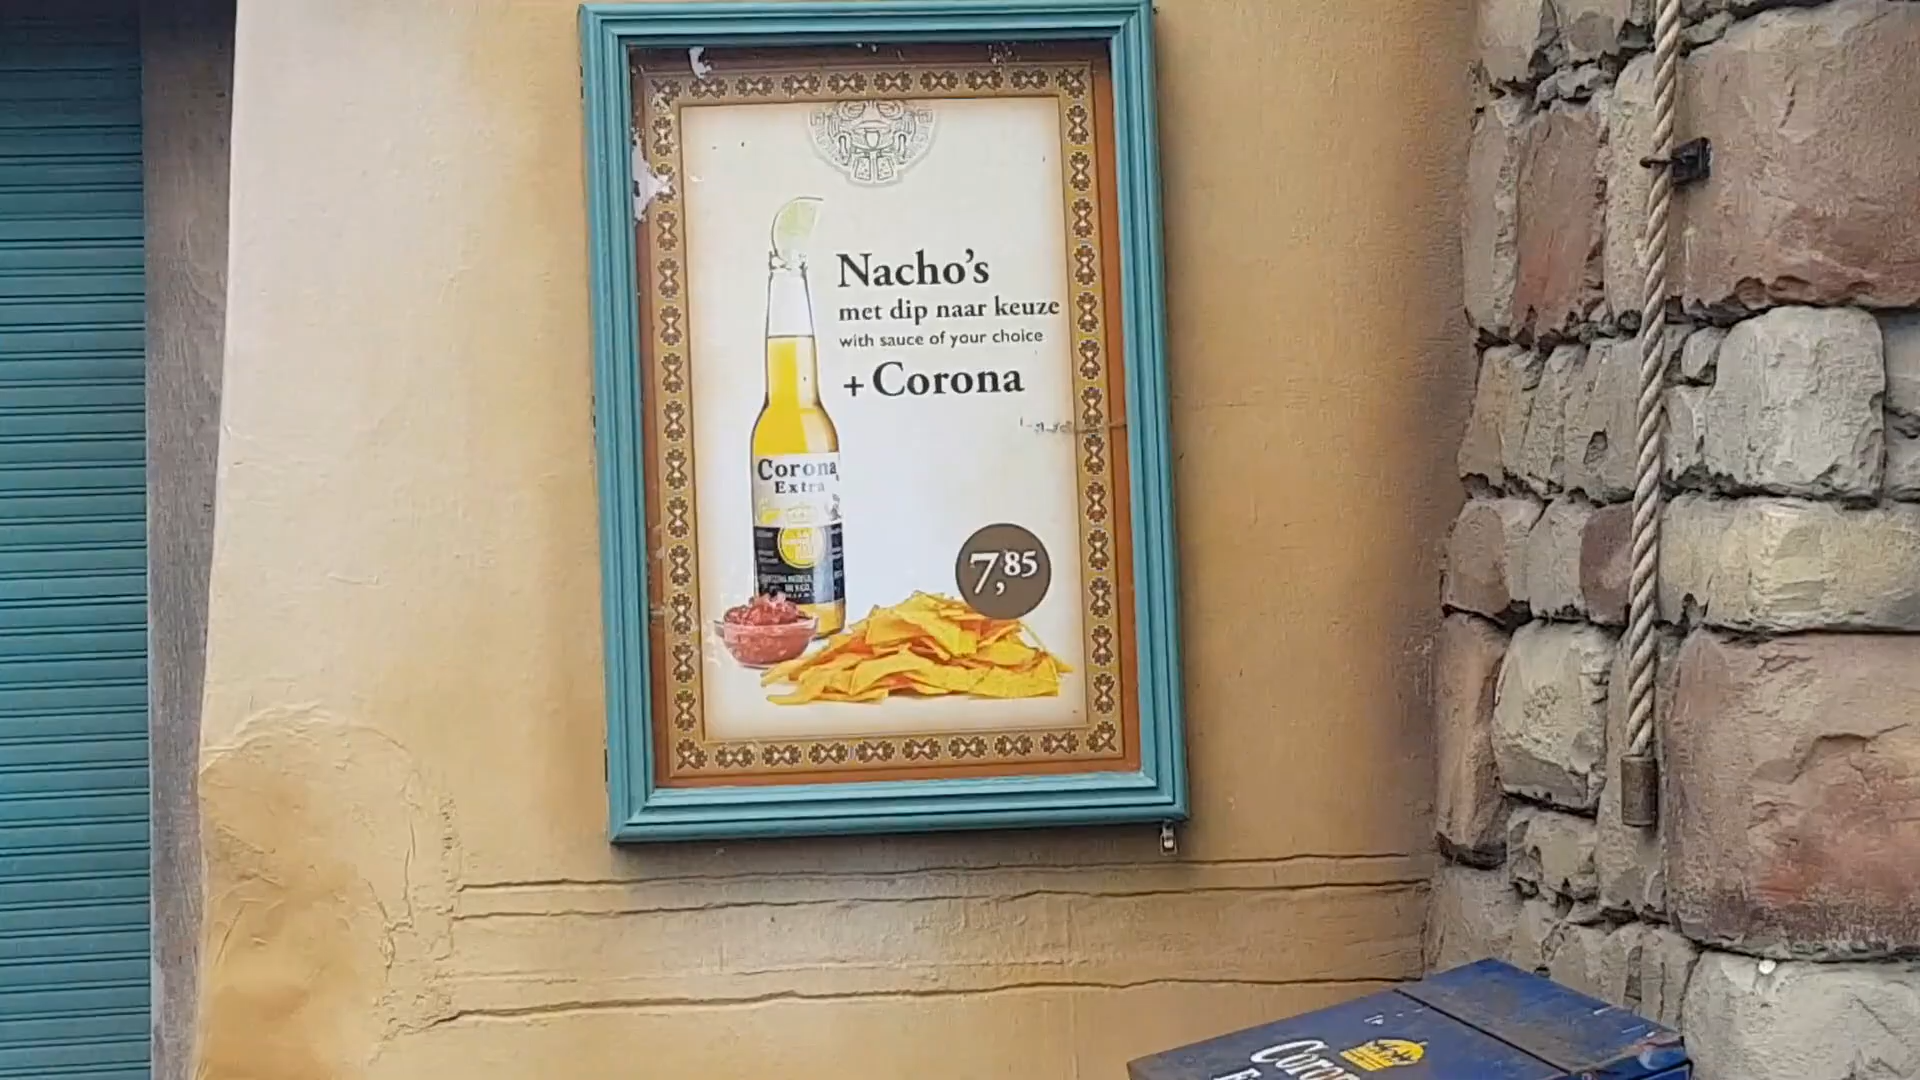 Nacho's
met dip naar keuze
with sauce of your choice
+ Corona
7,85
Corona
Extra